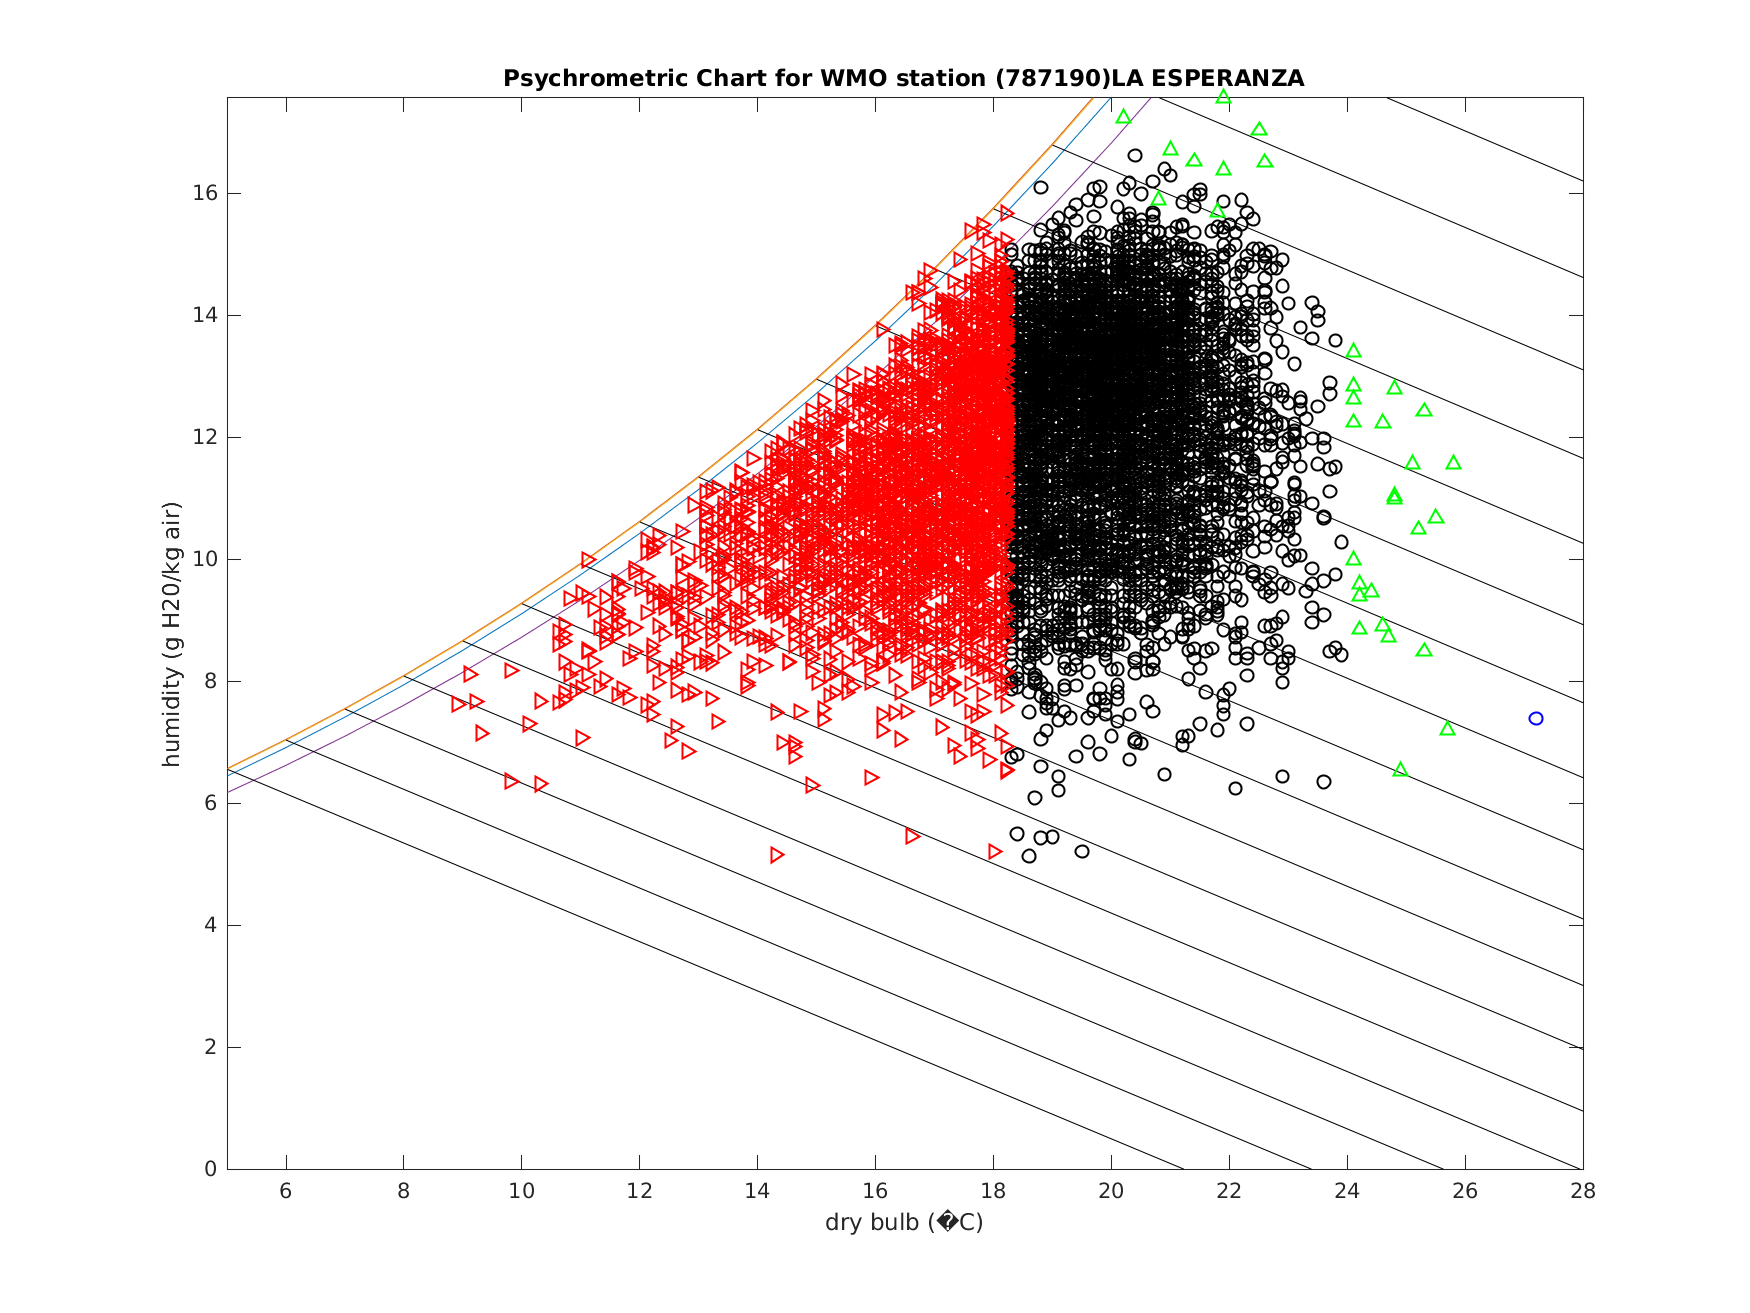 Psychrometric Chart for WMO station (787190)LA ESPERANZA
humidity (g H20/kg air)
16
14
12
10
8
6
4
2
0
6 8 10 12 14 16 18 20 22 24 26 28
dry bulb (�C)